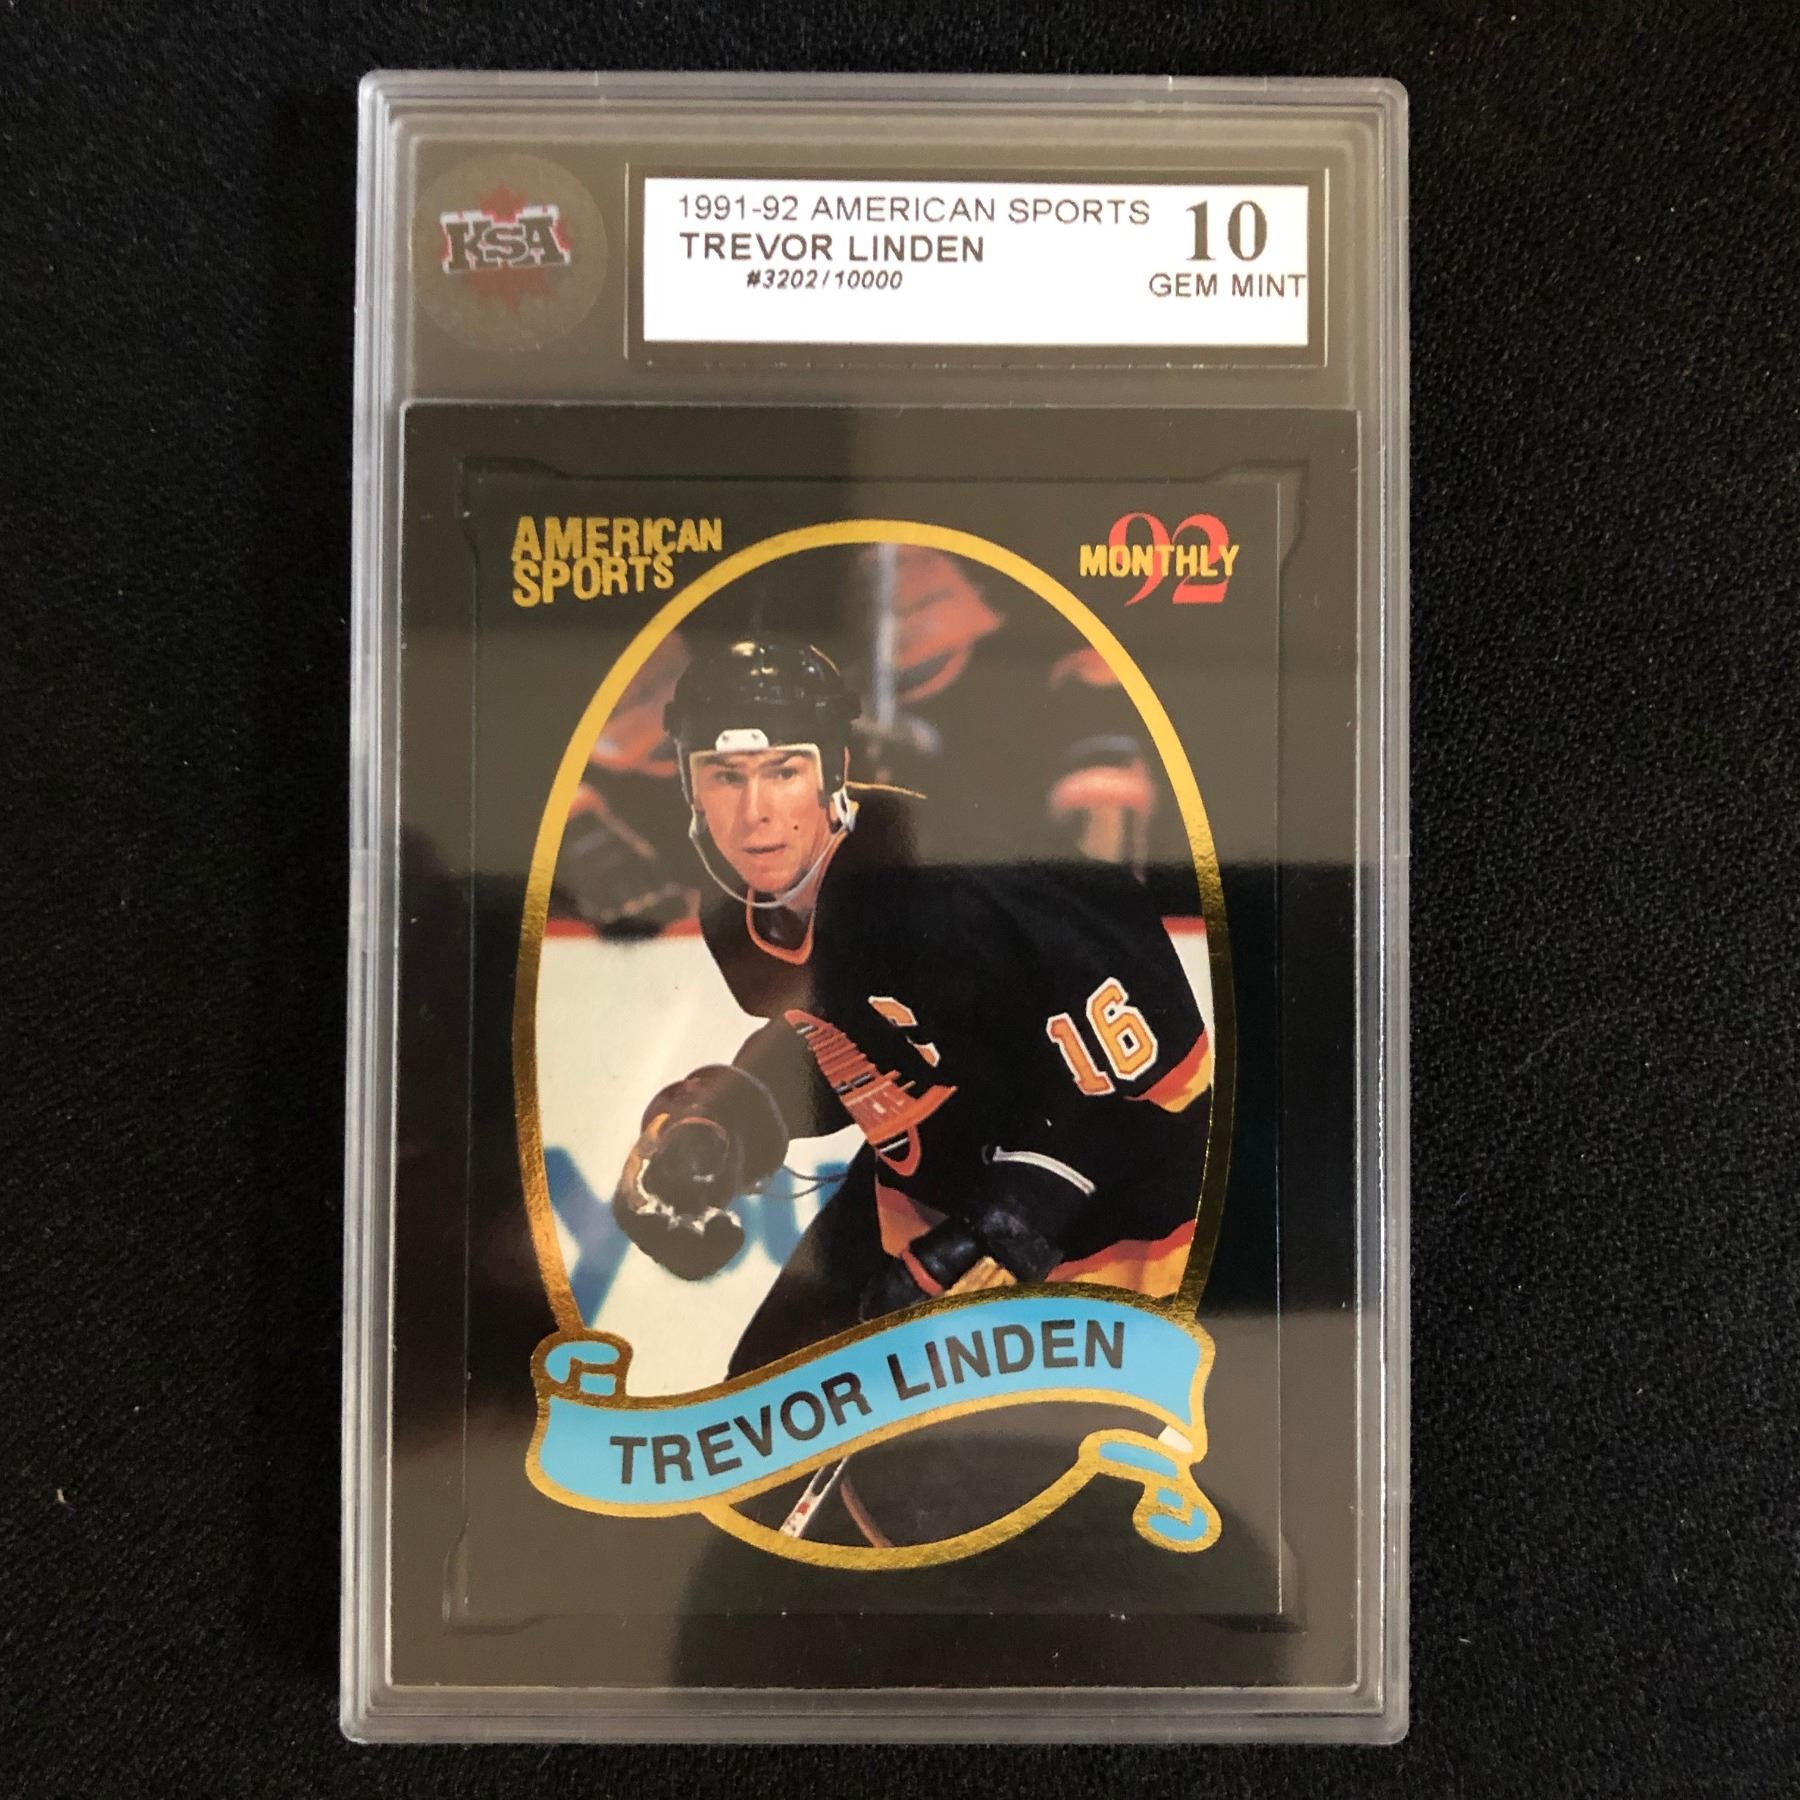 KSA
1991-92 AMERICAN SPORTS
TREVOR LINDEN
#3202/10000
10
GEM MINT
AMERICAN
SPORTS
92
MONTHLY
C
16
TREVOR LINDEN